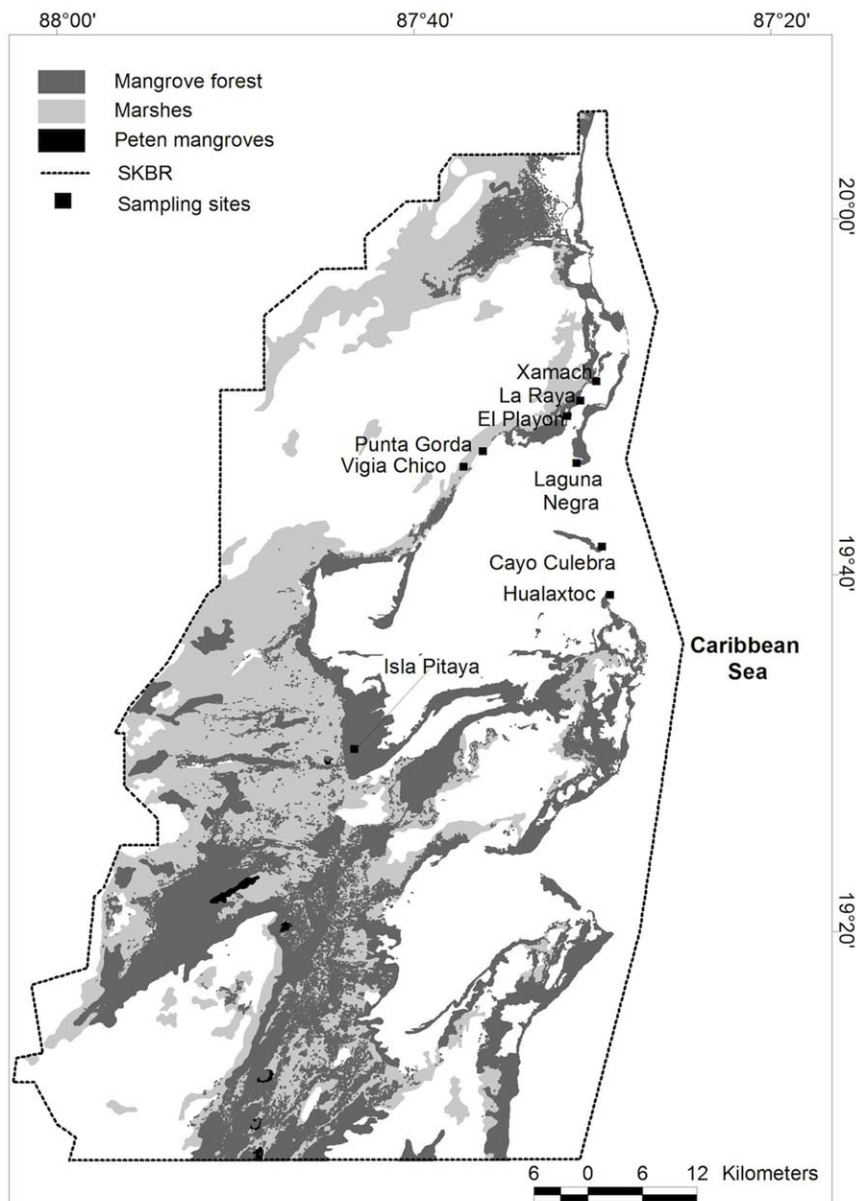 88°00'
87°40'
87°20'
Mangrove forest
Marshes
Peten mangroves
SKBR
Sampling sites
20°00'
Xamach
La Raya
El Playon
Punta Gorda
Vigia Chico
Laguna
Negra
Cayo Culebra
19°40'
Hualaxtoc
Caribbean
Sea
Isla Pitaya
19°20'
6 0 6 12 Kilometers